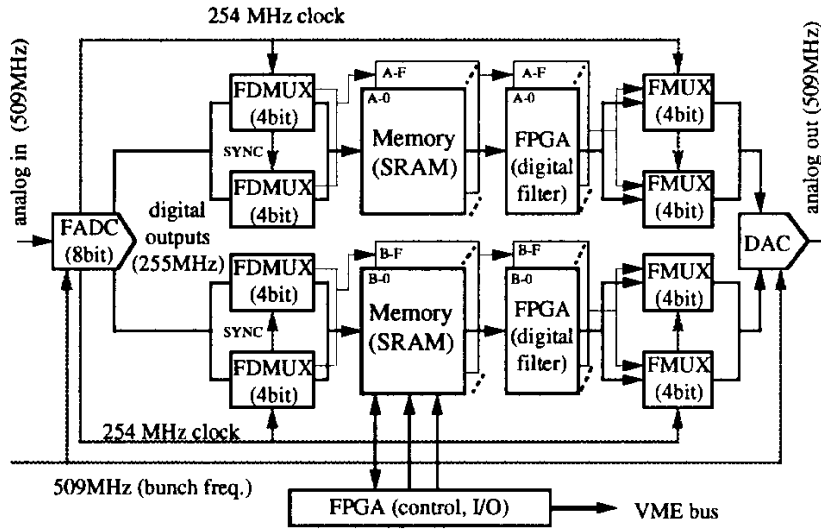 254 MHz clock
analog in (509MHz)
analog out (509MHz)
FDMUX
(4bit)
SYNC
FDMUX
(4bit)
A-F
A-0
Memory
(SRAM)
A-F
A-0
FPGA
(digital
filter)
FMUX
(4bit)
FMUX
(4bit)
FADC
(8bit)
digital
outputs
(255MHz)
DAC
FDMUX
(4bit)
SYNC
FDMUX
(4bit)
B-F
B-0
Memory
(SRAM)
B-F
B-0
FPGA
(digital
filter)
FMUX
(4bit)
FMUX
(4bit)
254 MHz clock
509MHz (bunch freq.)
FPGA (control, I/O)
VME bus